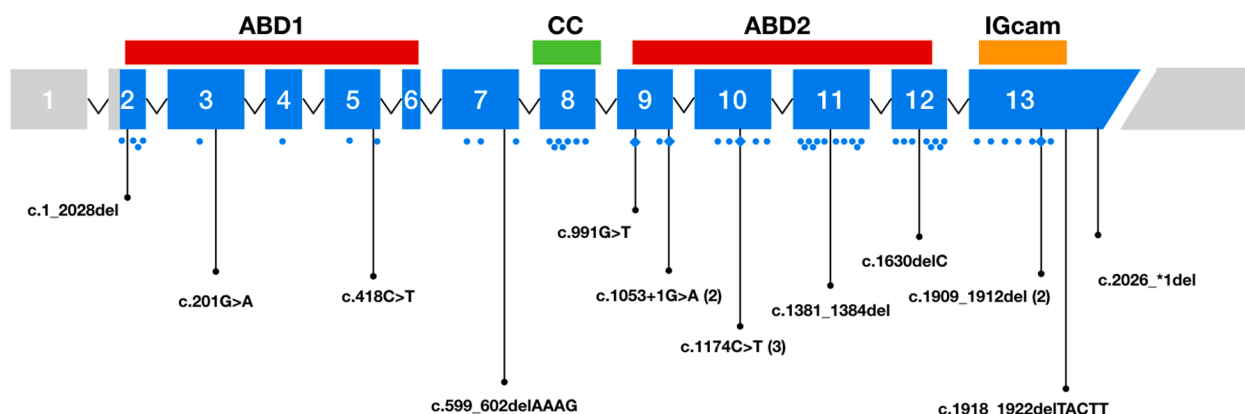 ABD1 CC ABD2 IGcam
1 2 3 4 5 6 7 8 9 10 11 12 13
c.1_2028del
c.991G>T
c.1630delC
c.201G>A
c.418C>T
c.1053+1G>A (2)
c.1381_1384del
c.1909_1912del (2)
c.2026_*1del
c.1174C>T (3)
c.599_602delAAAG
c.1918_1922delTACTT